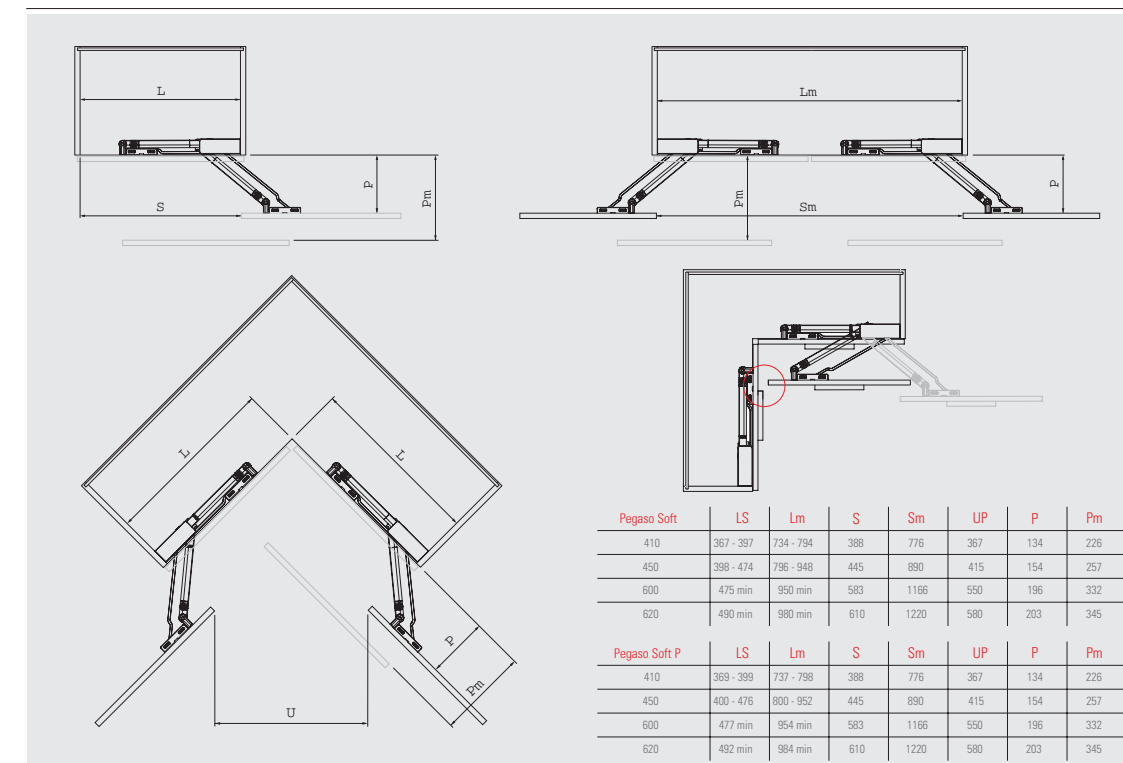 L
Lm
P
Pm
S
Pm
P
Sm
L
L
P
Pm
U
Pegaso Soft LS Lm S Sm UP P Pm
410 367 - 397 734 - 794 388 776 367 134 226
450 398 - 474 796 - 948 445 890 415 154 257
600 475 min 950 min 583 1166 550 196 332
620 490 min 980 min 610 1220 580 203 345
Pegaso Soft P LS Lm S Sm UP P Pm
410 369 - 399 737 - 798 388 776 367 134 226
450 400 - 476 800 - 952 445 890 415 154 257
600 477 min 954 min 583 1166 550 196 332
620 492 min 984 min 610 1220 580 203 345